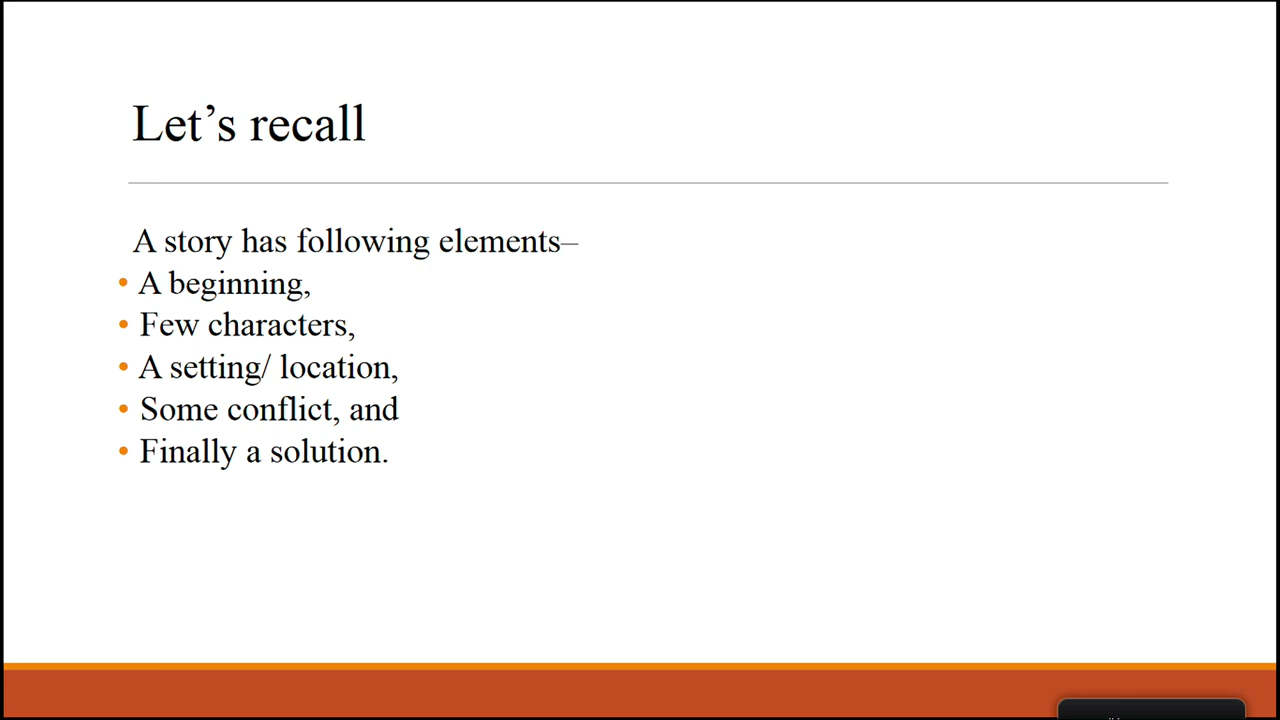 Let’s recall
A story has following elements–
• A beginning,
• Few characters,
• A setting/ location,
• Some conflict, and
• Finally a solution.